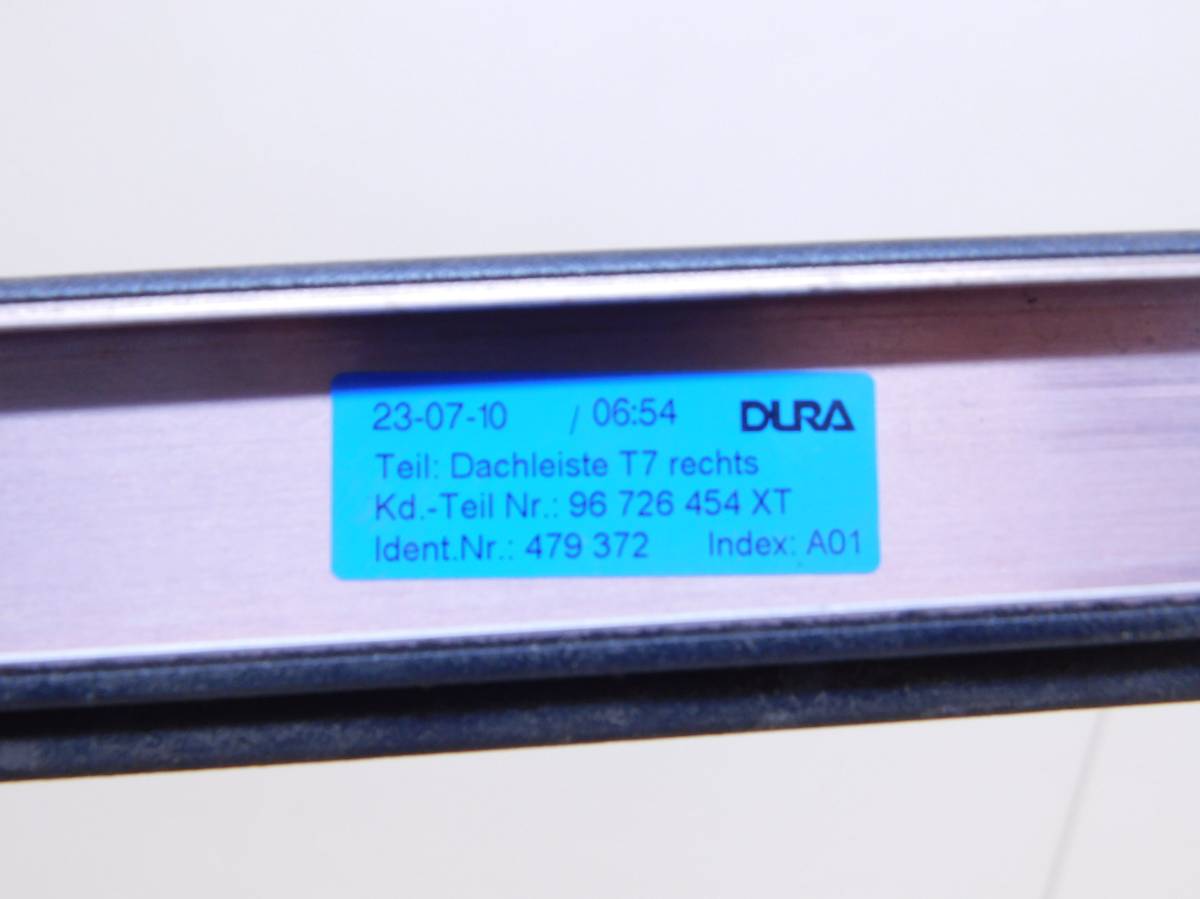 23-07-10 / 06:54 DURA
Teil: Dachleiste T7 rechts
Kd.-Teil Nr.: 96 726 454 XT
Ident.Nr.: 479 372 Index: A01